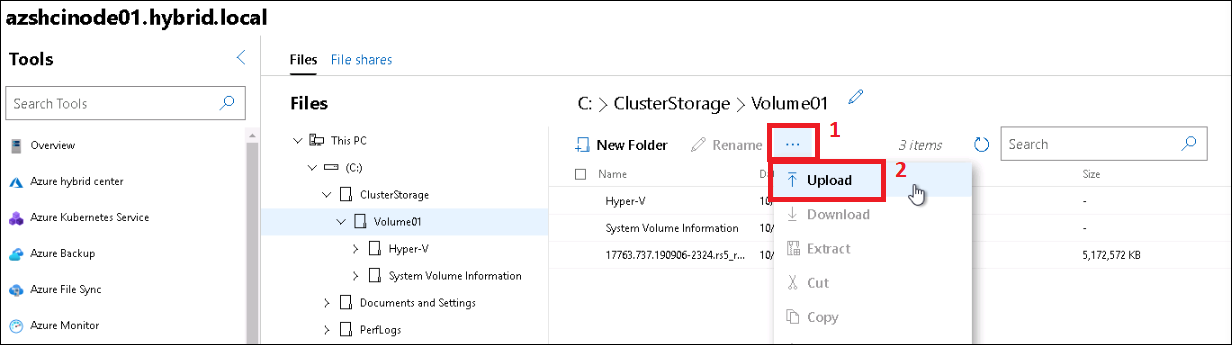 azshcinode01.hybrid.local
Tools
Search Tools
Overview
Azure hybrid center
Azure Kubernetes Service
Azure Backup
Azure File Sync
Azure Monitor
Files File shares
Files
This PC
(C:)
ClusterStorage
Volume01
Hyper-V
System Volume Information
Documents and Settings
PerfLogs
C: > ClusterStorage > Volume01
New Folder Rename ... 1 3 items Search
Name Size
Hyper-V 10/ -
System Volume Information 10/ -
17763.737.190906-2324.rs5_r... 10/ 5,172,572 KB
Upload 2
Download
Extract
Cut
Copy